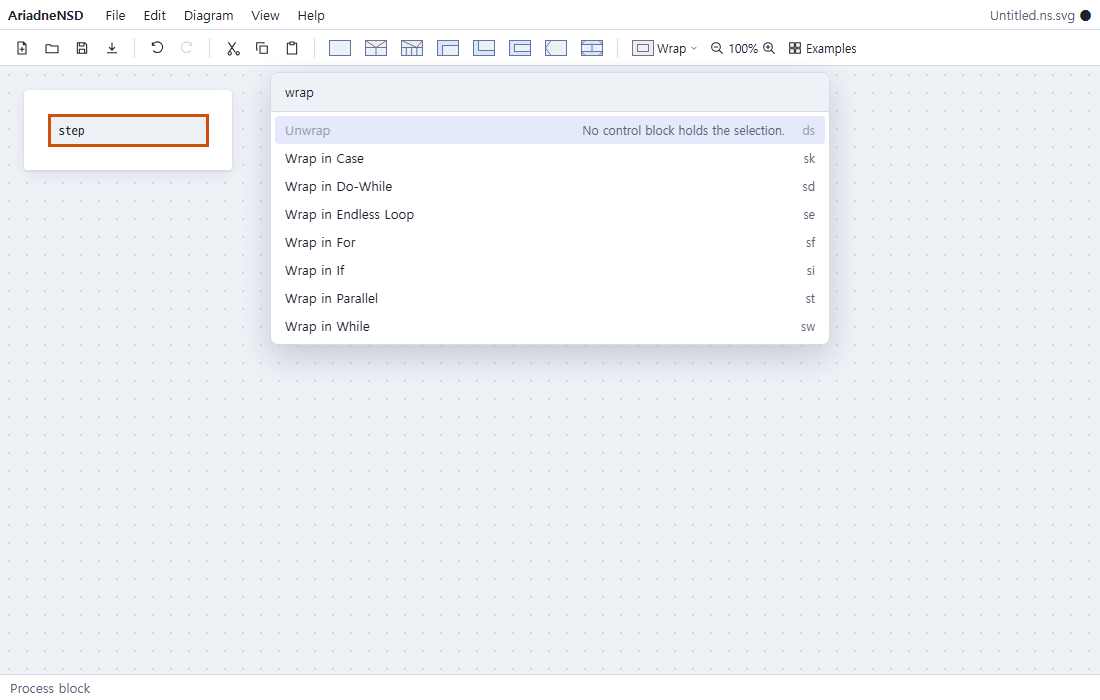 AriadneNSD File Edit Diagram View Help Untitled.ns.svg
Wrap 100% Examples
wrap
step
Unwrap No control block holds the selection. ds
Wrap in Case sk
Wrap in Do-While sd
Wrap in Endless Loop se
Wrap in For sf
Wrap in If si
Wrap in Parallel st
Wrap in While sw
Process block